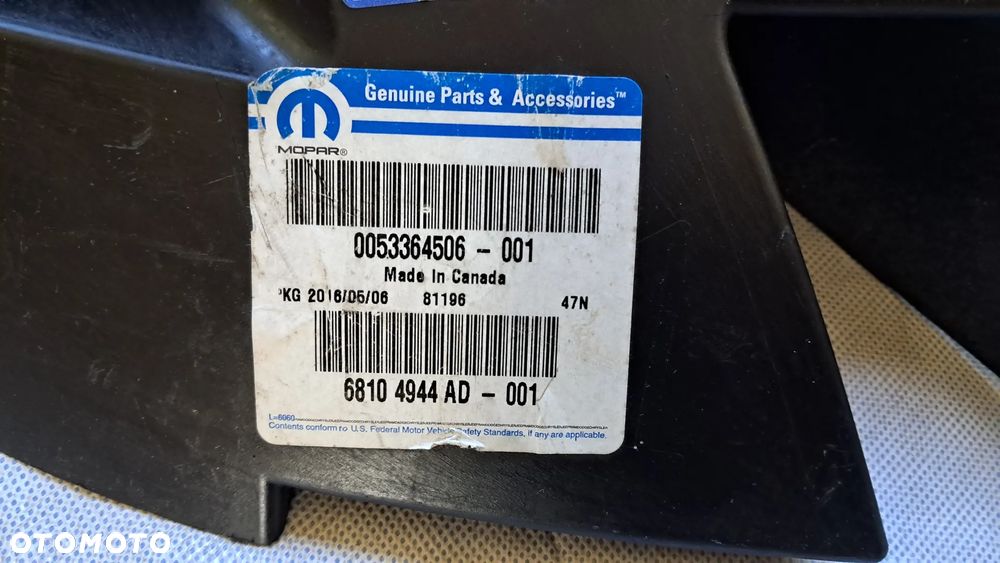 Genuine Parts & Accessories™
MOPAR®
0053364506 - 001
Made In Canada
PKG 2016/05/06 81196 47N
6810 4944 AD - 001
L-6060
Contents conform to U.S. Federal Motor Vehicle Safety Standards, if any are applicable.
OTOMOTO